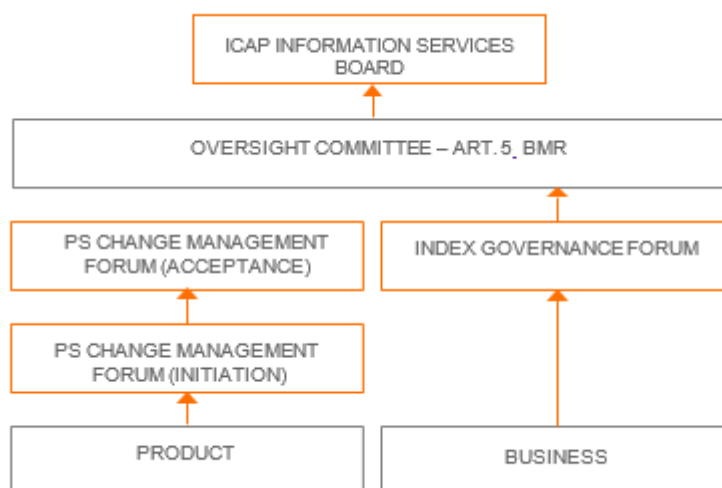 ICAP INFORMATION SERVICES
BOARD
OVERSIGHT COMMITTEE – ART. 5_ BMR
PS CHANGE MANAGEMENT
FORUM (ACCEPTANCE)
INDEX GOVERNANCE FORUM
PS CHANGE MANAGEMENT
FORUM (INITIATION)
PRODUCT
BUSINESS